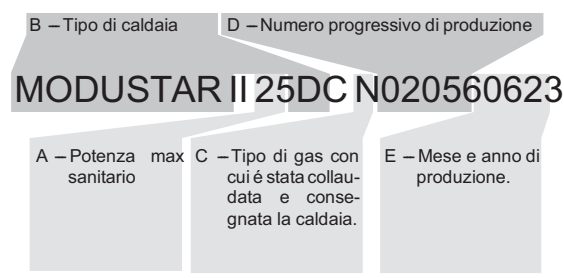 B – Tipo di caldaia
D – Numero progressivo di produzione
MODUSTAR II 25DC N020560623
A – Potenza max
sanitario
C – Tipo di gas con
cui é stata collau-
data e conse-
gnata la caldaia.
E – Mese e anno di
produzione.